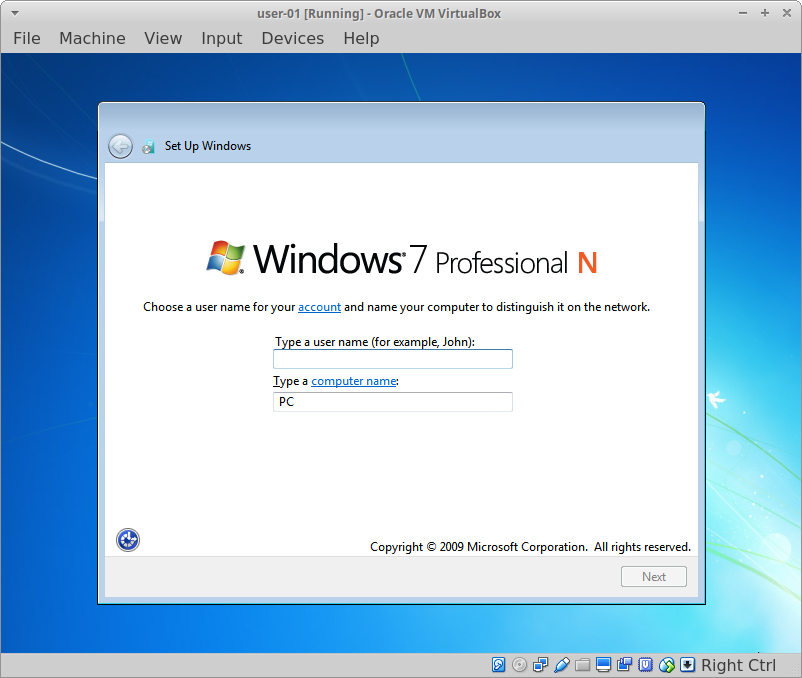 user-01 [Running] - Oracle VM VirtualBox
File Machine View Input Devices Help
Set Up Windows
Windows® 7 Professional N
Choose a user name for your account and name your computer to distinguish it on the network.
Type a user name (for example, John):
Type a computer name:
PC
Copyright © 2009 Microsoft Corporation. All rights reserved.
Next
Right Ctrl